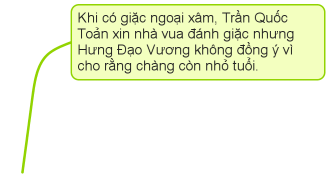 Khi có giặc ngoại xâm, Trần Quốc
Toản xin nhà vua đánh giặc nhưng
Hưng Đạo Vương không đồng ý vì
cho rằng chàng còn nhỏ tuổi.